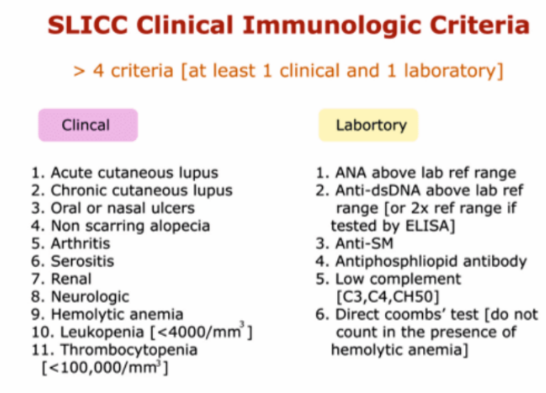 SLICC Clinical Immunologic Criteria
> 4 criteria [at least 1 clinical and 1 laboratory]
Clincal
1. Acute cutaneous lupus
2. Chronic cutaneous lupus
3. Oral or nasal ulcers
4. Non scarring alopecia
5. Arthritis
6. Serositis
7. Renal
8. Neurologic
9. Hemolytic anemia
10. Leukopenia [<4000/mm³]
11. Thrombocytopenia
[<100,000/mm³]
Labortory
1. ANA above lab ref range
2. Anti-dsDNA above lab ref
range [or 2x ref range if
tested by ELISA]
3. Anti-SM
4. Antiphosphliopid antibody
5. Low complement
[C3,C4,CH50]
6. Direct coombs' test [do not
count in the presence of
hemolytic anemia]